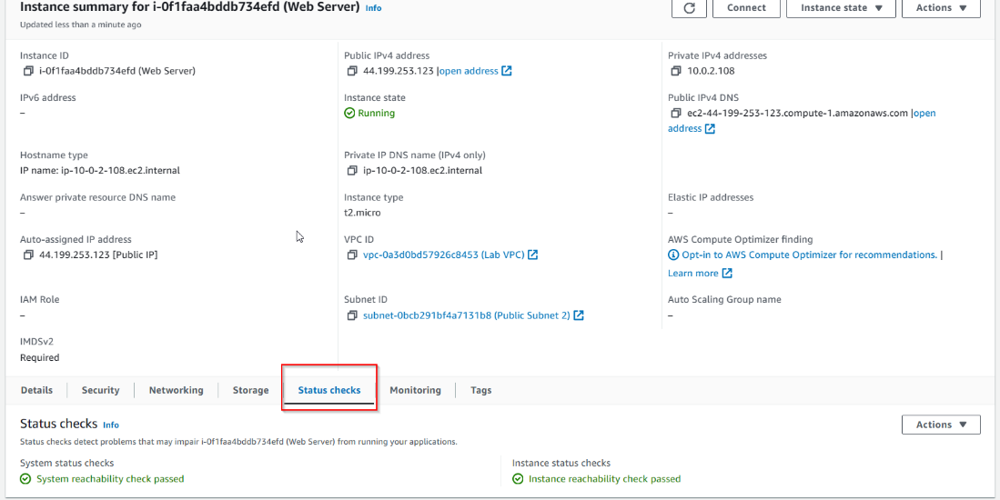 Instance summary for i-0f1faa4bddb734efd (Web Server) Info
Updated less than a minute ago
Connect
Instance state
Actions
Instance ID
i-0f1faa4bddb734efd (Web Server)
Public IPv4 address
44.199.253.123 |open address
Private IPv4 addresses
10.0.2.108
IPv6 address
–
Instance state
Running
Public IPv4 DNS
ec2-44-199-253-123.compute-1.amazonaws.com |open
address
Hostname type
IP name: ip-10-0-2-108.ec2.internal
Private IP DNS name (IPv4 only)
ip-10-0-2-108.ec2.internal
Answer private resource DNS name
–
Instance type
t2.micro
Elastic IP addresses
–
Auto-assigned IP address
44.199.253.123 [Public IP]
VPC ID
vpc-0a3d0bd57926c8453 (Lab VPC)
AWS Compute Optimizer finding
Opt-in to AWS Compute Optimizer for recommendations. |
Learn more
IAM Role
–
Subnet ID
subnet-0bcb291bf4a7131b8 (Public Subnet 2)
Auto Scaling Group name
–
IMDSv2
Required
Details
Security
Networking
Storage
Status checks
Monitoring
Tags
Status checks Info
Actions
Status checks detect problems that may impair i-0f1faa4bddb734efd (Web Server) from running your applications.
System status checks
System reachability check passed
Instance status checks
Instance reachability check passed